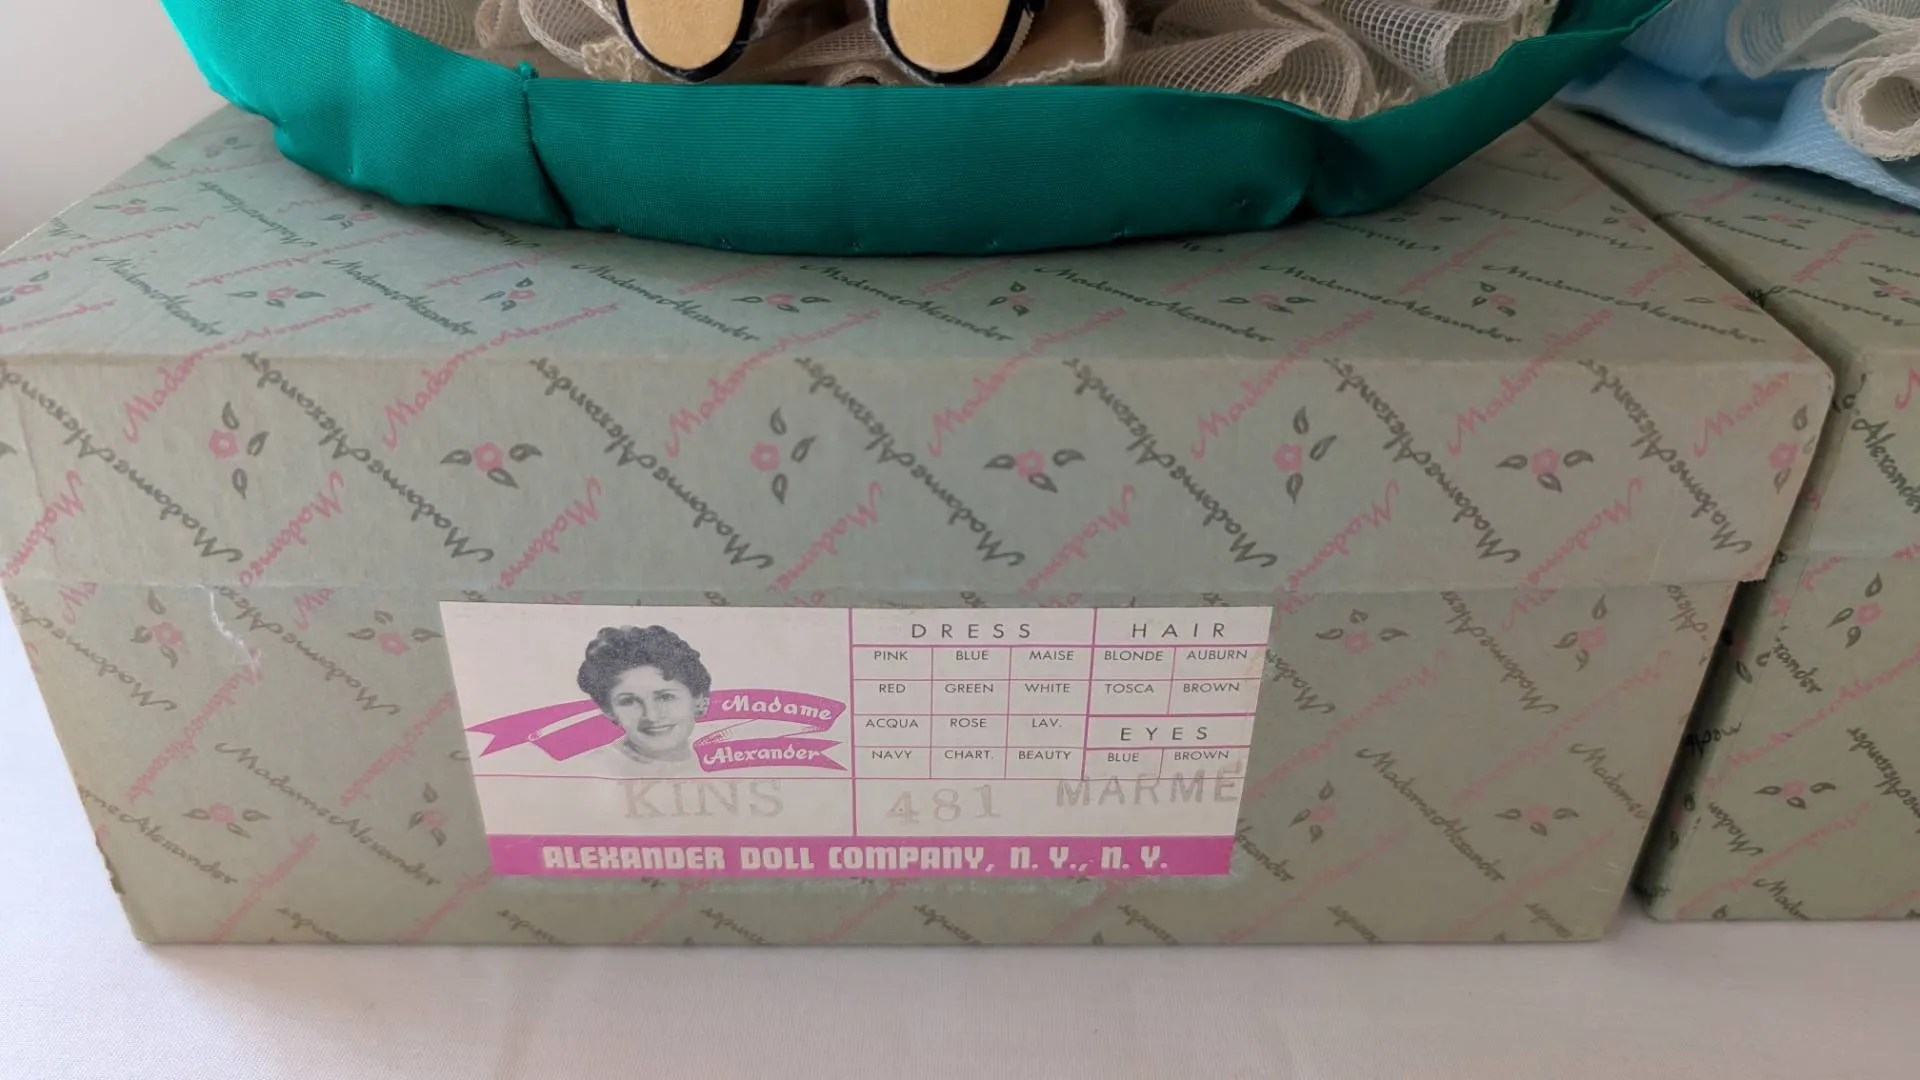 Madame Alexander
DRESS HAIR
PINK BLUE MAISE BLONDE AUBURN
RED GREEN WHITE TOSCA BROWN
ACQUA ROSE LAV.
EYES
NAVY CHART. BEAUTY BLUE BROWN
Madame
Alexander
KINS 481 MARME
ALEXANDER DOLL COMPANY, N. Y., N. Y.